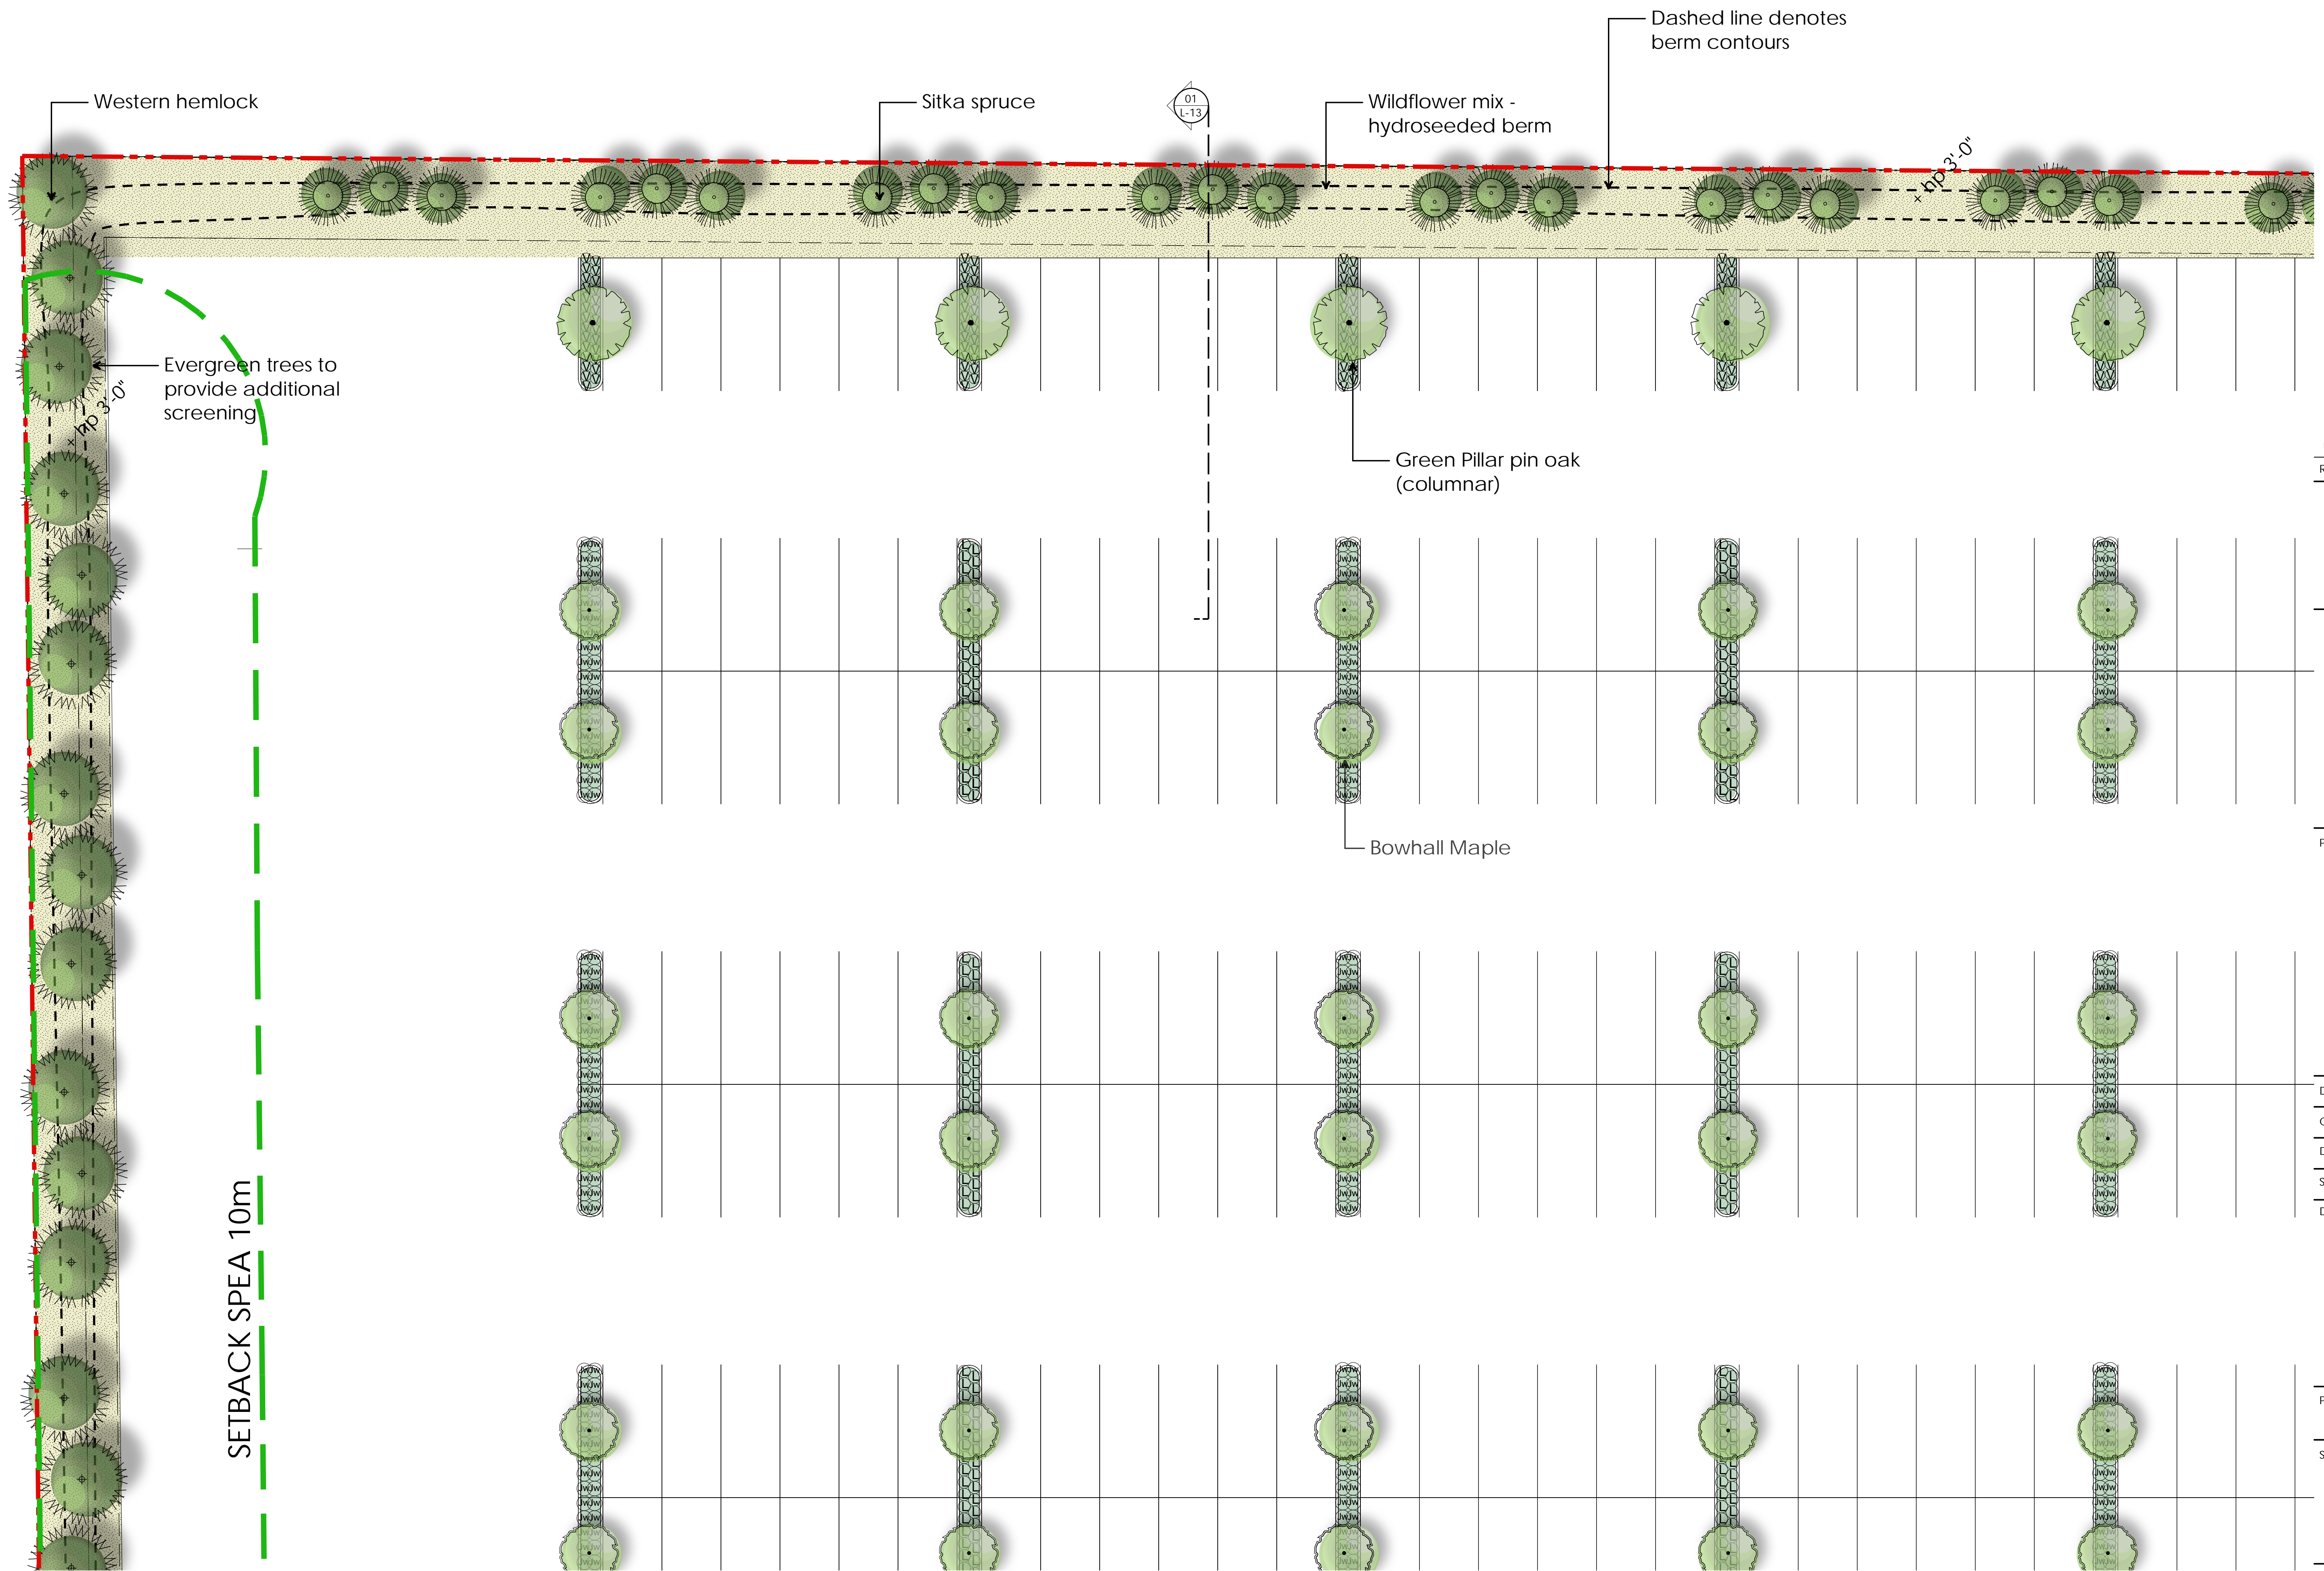 Dashed line denotes
berm contours
Western hemlock
Sitka spruce
01
L-13
Wildflower mix -
hydroseeded berm
hp 3'-0"
Evergreen trees to
provide additional
screening
hp 3'-0"
Green Pillar pin oak
(columnar)
Bowhall Maple
SETBACK SPEA 10m